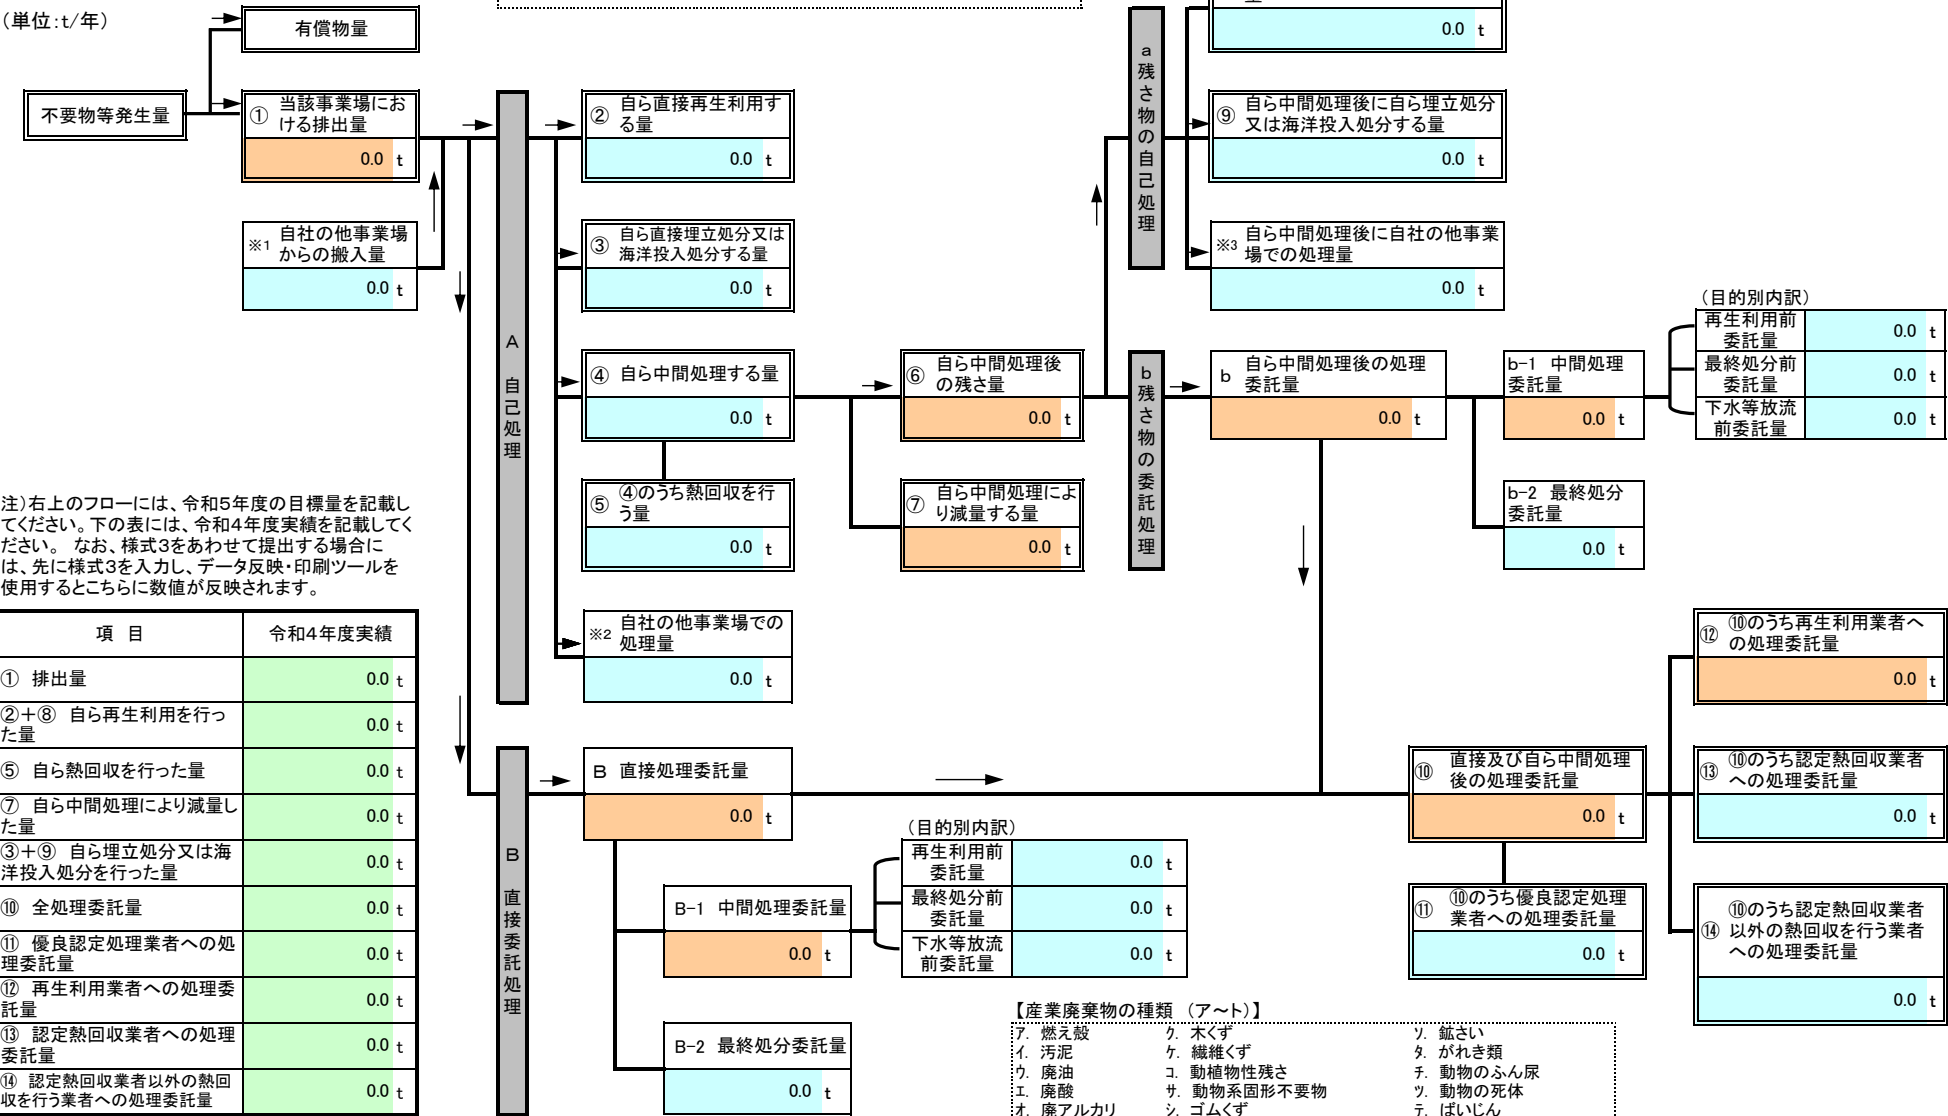 （単位：t/年）
有償物量
不要物等発生量
① 当該事業場にお
ける排出量
0.0 t
※1 自社の他事業場
からの搬入量
0.0 t
A 自己処理
② 自ら直接再生利用す
る量
0.0 t
③ 自ら直接埋立処分又は
海洋投入処分する量
0.0 t
④ 自ら中間処理する量
0.0 t
⑤ ④のうち熱回収を行
う量
0.0 t
※2 自社の他事業場での
処理量
0.0 t
⑥ 自ら中間処理後
の残さ量
0.0 t
⑦ 自ら中間処理によ
り減量する量
0.0 t
a 残さ物の自己処理
0.0 t
⑨ 自ら中間処理後に自ら埋立処分
又は海洋投入処分する量
0.0 t
※3 自ら中間処理後に自社の他事業
場での処理量
0.0 t
b 残さ物の委託処理
b 自ら中間処理後の処理
委託量
0.0 t
b-1 中間処理
委託量
0.0 t
（目的別内訳）
再生利用前
委託量 0.0 t
最終処分前
委託量 0.0 t
下水等放流
前委託量 0.0 t
b-2 最終処分
委託量
0.0 t
注）右上のフローには、令和5年度の目標量を記載し
てください。下の表には、令和4年度実績を記載してく
ださい。 なお、様式3をあわせて提出する場合に
は、先に様式3を入力し、データ反映・印刷ツールを
使用するとこちらに数値が反映されます。
項 目 令和4年度実績
① 排出量 0.0 t
②＋⑧ 自ら再生利用を行っ
た量 0.0 t
⑤ 自ら熱回収を行った量 0.0 t
⑦ 自ら中間処理により減量し
た量 0.0 t
③＋⑨ 自ら埋立処分又は海
洋投入処分を行った量 0.0 t
⑩ 全処理委託量 0.0 t
⑪ 優良認定処理業者への処
理委託量 0.0 t
⑫ 再生利用業者への処理委
託量 0.0 t
⑬ 認定熱回収業者への処理
委託量 0.0 t
⑭ 認定熱回収業者以外の熱回
収を行う業者への処理委託量 0.0 t
B 直接委託処理
B 直接処理委託量
0.0 t
B-1 中間処理委託量
0.0 t
（目的別内訳）
再生利用前
委託量 0.0 t
最終処分前
委託量 0.0 t
下水等放流
前委託量 0.0 t
B-2 最終処分委託量
0.0 t
⑩ 直接及び自ら中間処理
後の処理委託量
0.0 t
⑪ ⑩のうち優良認定処理
業者への処理委託量
0.0 t
⑫ ⑩のうち再生利用業者へ
の処理委託量
0.0 t
⑬ ⑩のうち認定熱回収業者
への処理委託量
0.0 t
⑭ ⑩のうち認定熱回収業者
以外の熱回収を行う業者
への処理委託量
0.0 t
【産業廃棄物の種類 （ア～ト）】
ア. 燃え殻 ク. 木くず ソ. 鉱さい
イ. 汚泥 ケ. 繊維くず タ. がれき類
ウ. 廃油 コ. 動植物性残さ チ. 動物のふん尿
エ. 廃酸 サ. 動物系固形不要物 ツ. 動物の死体
オ. 廃アルカリ シ. ゴムくず テ. ばいじん